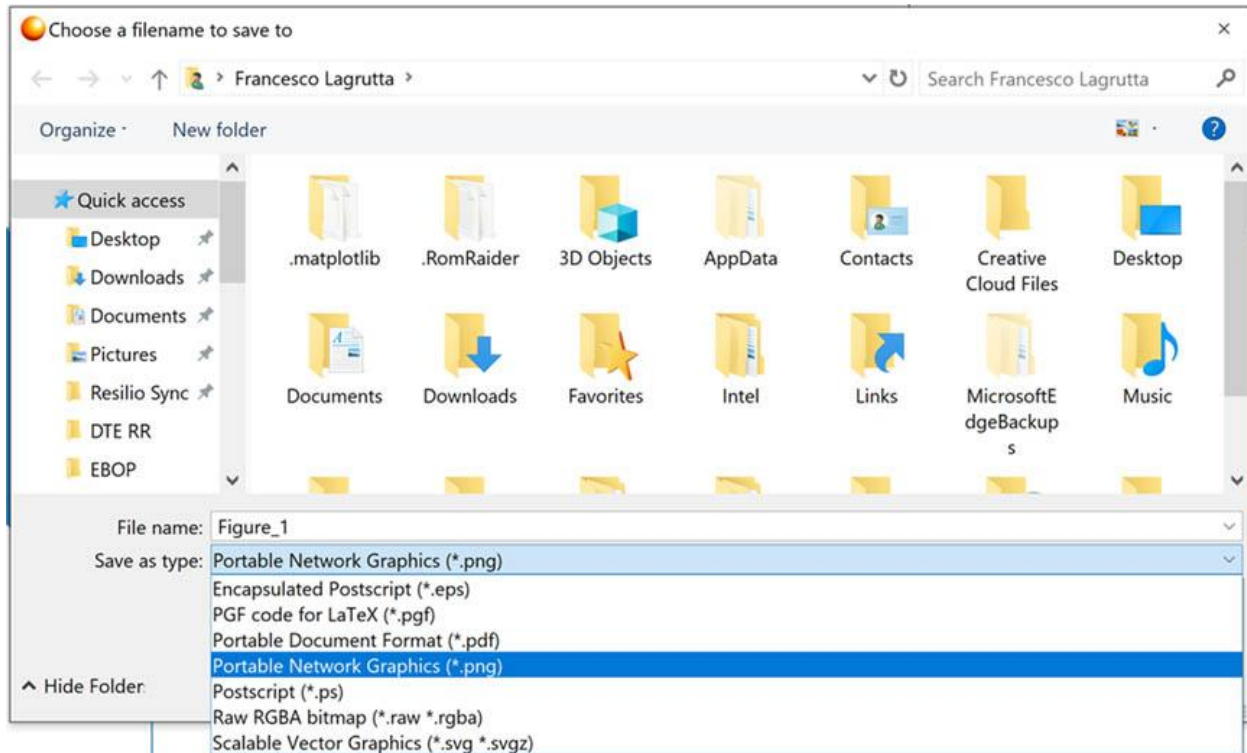 Choose a filename to save to
Francesco Lagrutta
Search Francesco Lagrutta
Organize
New folder
Quick access
Desktop
Downloads
Documents
Pictures
Resilio Sync
DTE RR
EBOP
.matplotlib
.RomRaider
3D Objects
AppData
Contacts
Creative
Cloud Files
Desktop
Documents
Downloads
Favorites
Intel
Links
MicrosoftE
dgeBackup
s
Music
File name: Figure_1
Save as type: Portable Network Graphics (*.png)
Encapsulated Postscript (*.eps)
PGF code for LaTeX (*.pgf)
Portable Document Format (*.pdf)
Portable Network Graphics (*.png)
Postscript (*.ps)
Raw RGBA bitmap (*.raw *.rgba)
Scalable Vector Graphics (*.svg *.svgz)
Hide Folder